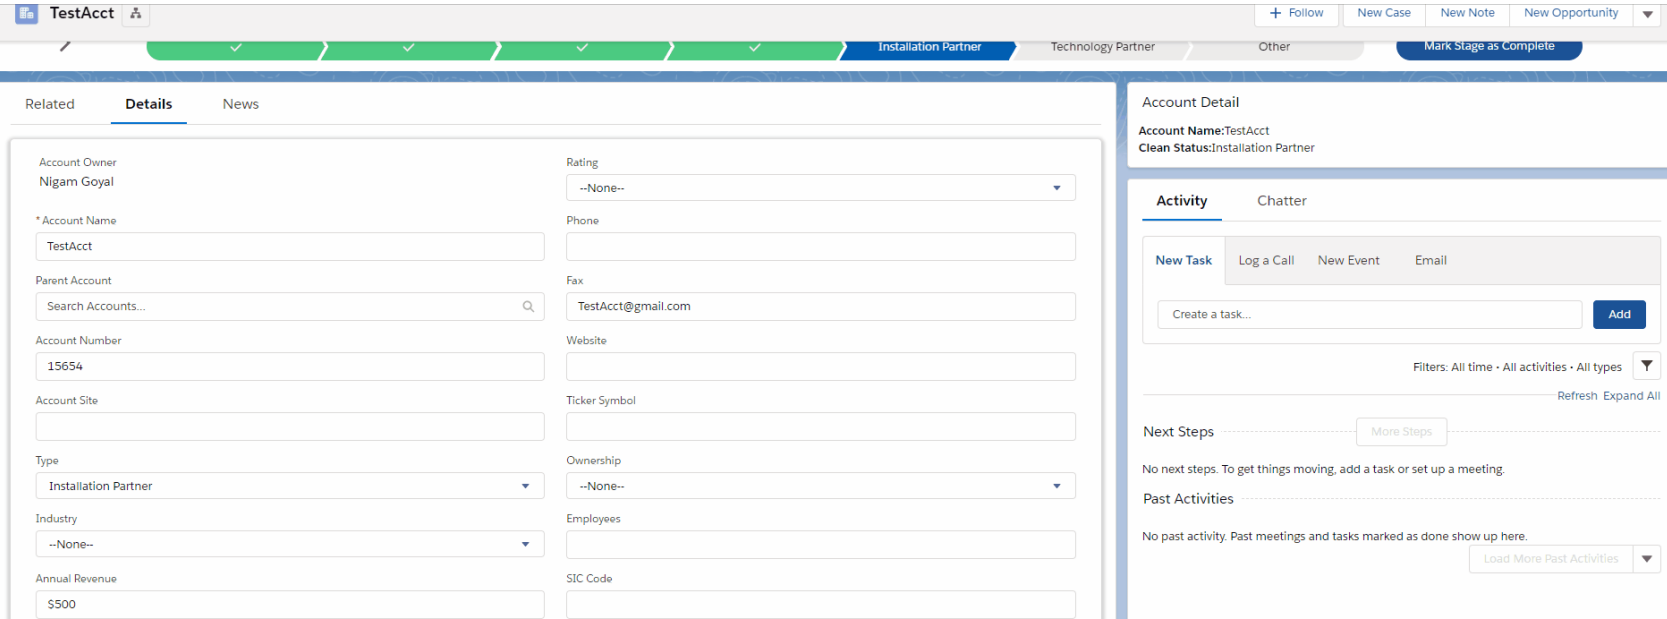 TestAcct
+ Follow New Case New Note New Opportunity
Installation Partner Technology Partner Other Mark Stage as Complete
Related Details News
Account Owner
Nigam Goyal
Rating
--None--
* Account Name
TestAcct
Phone
Parent Account
Search Accounts...
Fax
TestAcct@gmail.com
Account Number
15654
Website
Account Site
Ticker Symbol
Type
Installation Partner
Ownership
--None--
Industry
--None--
Employees
Annual Revenue
$500
SIC Code
Account Detail
Account Name:TestAcct
Clean Status:Installation Partner
Activity Chatter
New Task Log a Call New Event Email
Create a task... Add
Filters: All time • All activities • All types
Refresh Expand All
Next Steps More Steps
No next steps. To get things moving, add a task or set up a meeting.
Past Activities
No past activity. Past meetings and tasks marked as done show up here.
Load More Past Activities